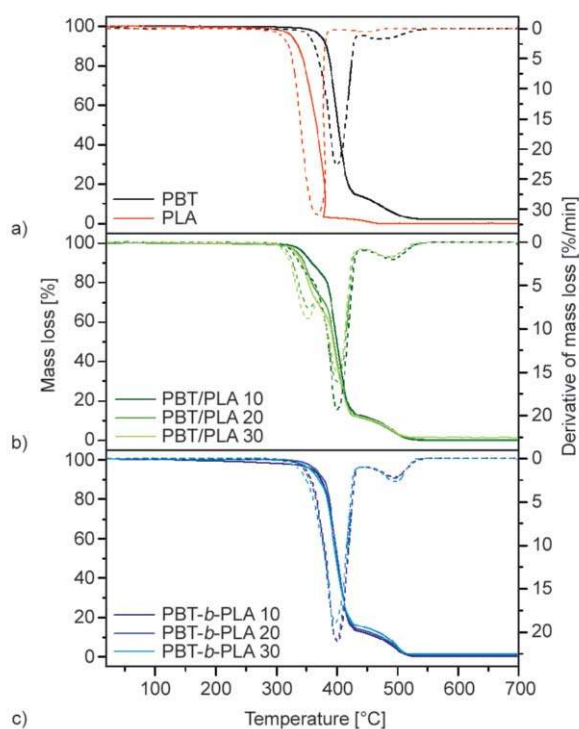 100
80
60
40
20
0
0
5
10
15
20
25
30
PBT
PLA
a)
100
80
60
40
20
0
0
5
10
15
20
PBT/PLA 10
PBT/PLA 20
PBT/PLA 30
b)
Mass loss [%]
Derivative of mass loss [%/min]
100
80
60
40
20
0
0
5
10
15
20
PBT-b-PLA 10
PBT-b-PLA 20
PBT-b-PLA 30
100 200 300 400 500 600 700
c)
Temperature [°C]